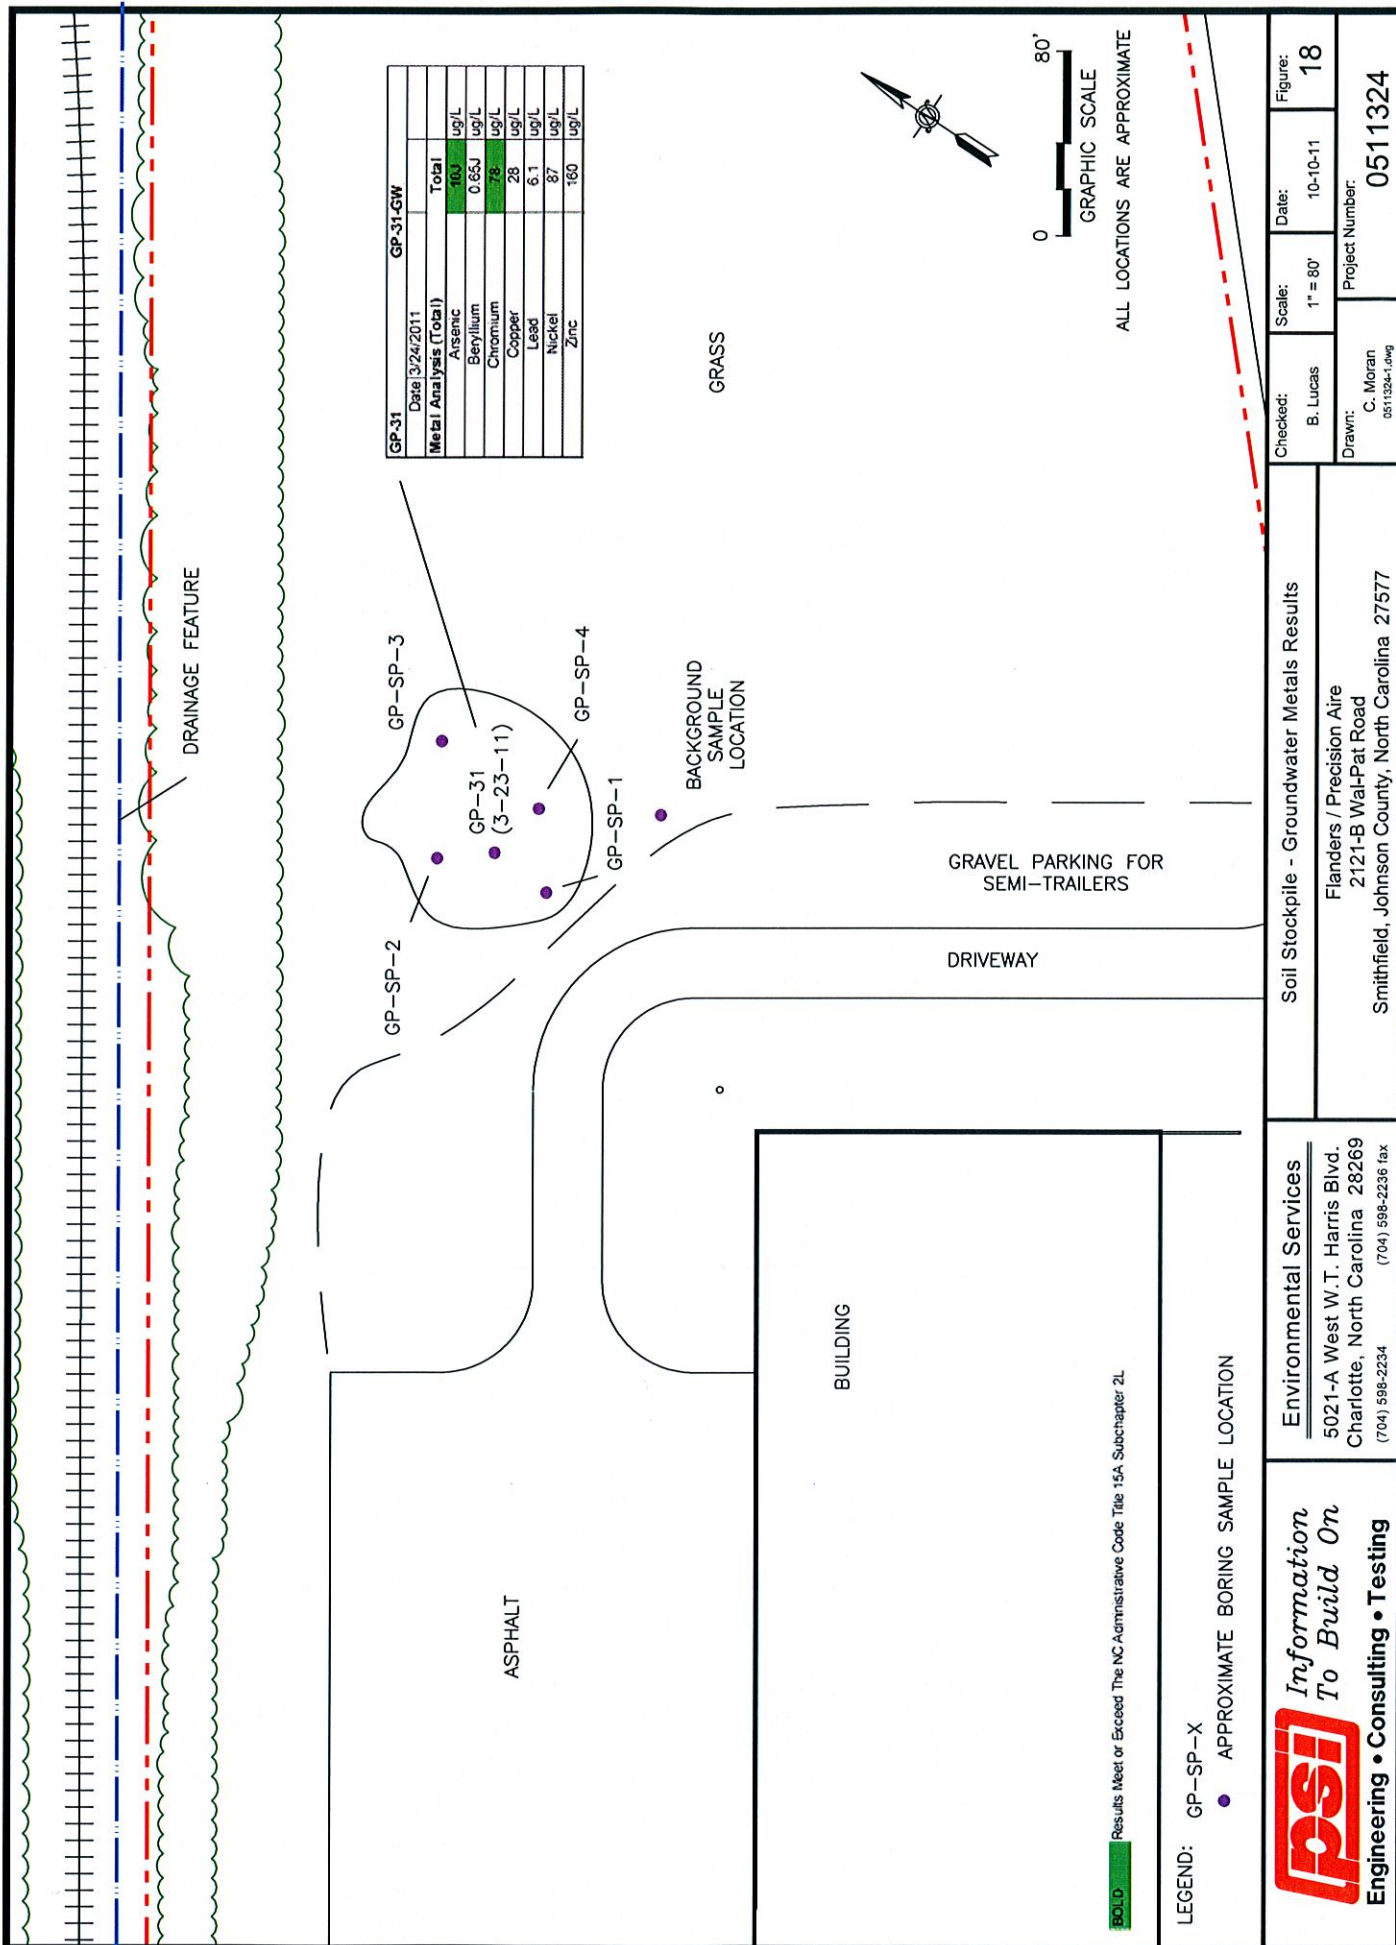 DRAINAGE FEATURE
GP-31 GP-31-GW
Date 3/24/2011
Metal Analysis (Total) Total
Arsenic 10J ug/L
Beryllium 0.65J ug/L
Chromium 78 ug/L
Copper 28 ug/L
Lead 6.1 ug/L
Nickel 87 ug/L
Zinc 160 ug/L
GP-SP-2
GP-SP-3
GP-31
(3-23-11)
GP-SP-4
GP-SP-1
BACKGROUND
SAMPLE
LOCATION
GRASS
ASPHALT
BUILDING
DRIVEWAY
GRAVEL PARKING FOR
SEMI-TRAILERS
N
0 80'
GRAPHIC SCALE
ALL LOCATIONS ARE APPROXIMATE
BOLD Results Meet or Exceed The NC Administrative Code Title 15A Subchapter 2L
LEGEND: GP-SP-X
APPROXIMATE BORING SAMPLE LOCATION
psi
Information
To Build On
Engineering • Consulting • Testing
Environmental Services
5021-A West W.T. Harris Blvd.
Charlotte, North Carolina 28269
(704) 598-2234 (704) 598-2236 fax
Soil Stockpile - Groundwater Metals Results
Flanders / Precision Aire
2121-B Wal-Pat Road
Smithfield, Johnson County, North Carolina 27577
Checked:
B. Lucas
Scale:
1" = 80'
Date:
10-10-11
Figure:
18
Drawn:
C. Moran
0511324-1.dwg
Project Number:
0511324